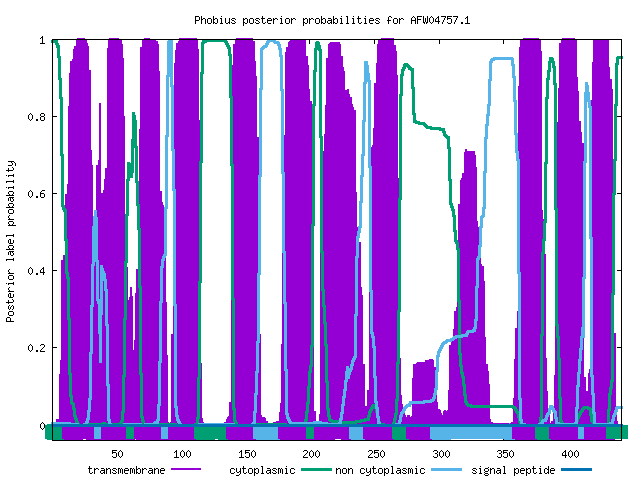 Phobius posterior probabilities for AFW04757.1
Posterior label probability
1
0.8
0.6
0.4
0.2
0
50 100 150 200 250 300 350 400
transmembrane cytoplasmic non cytoplasmic signal peptide